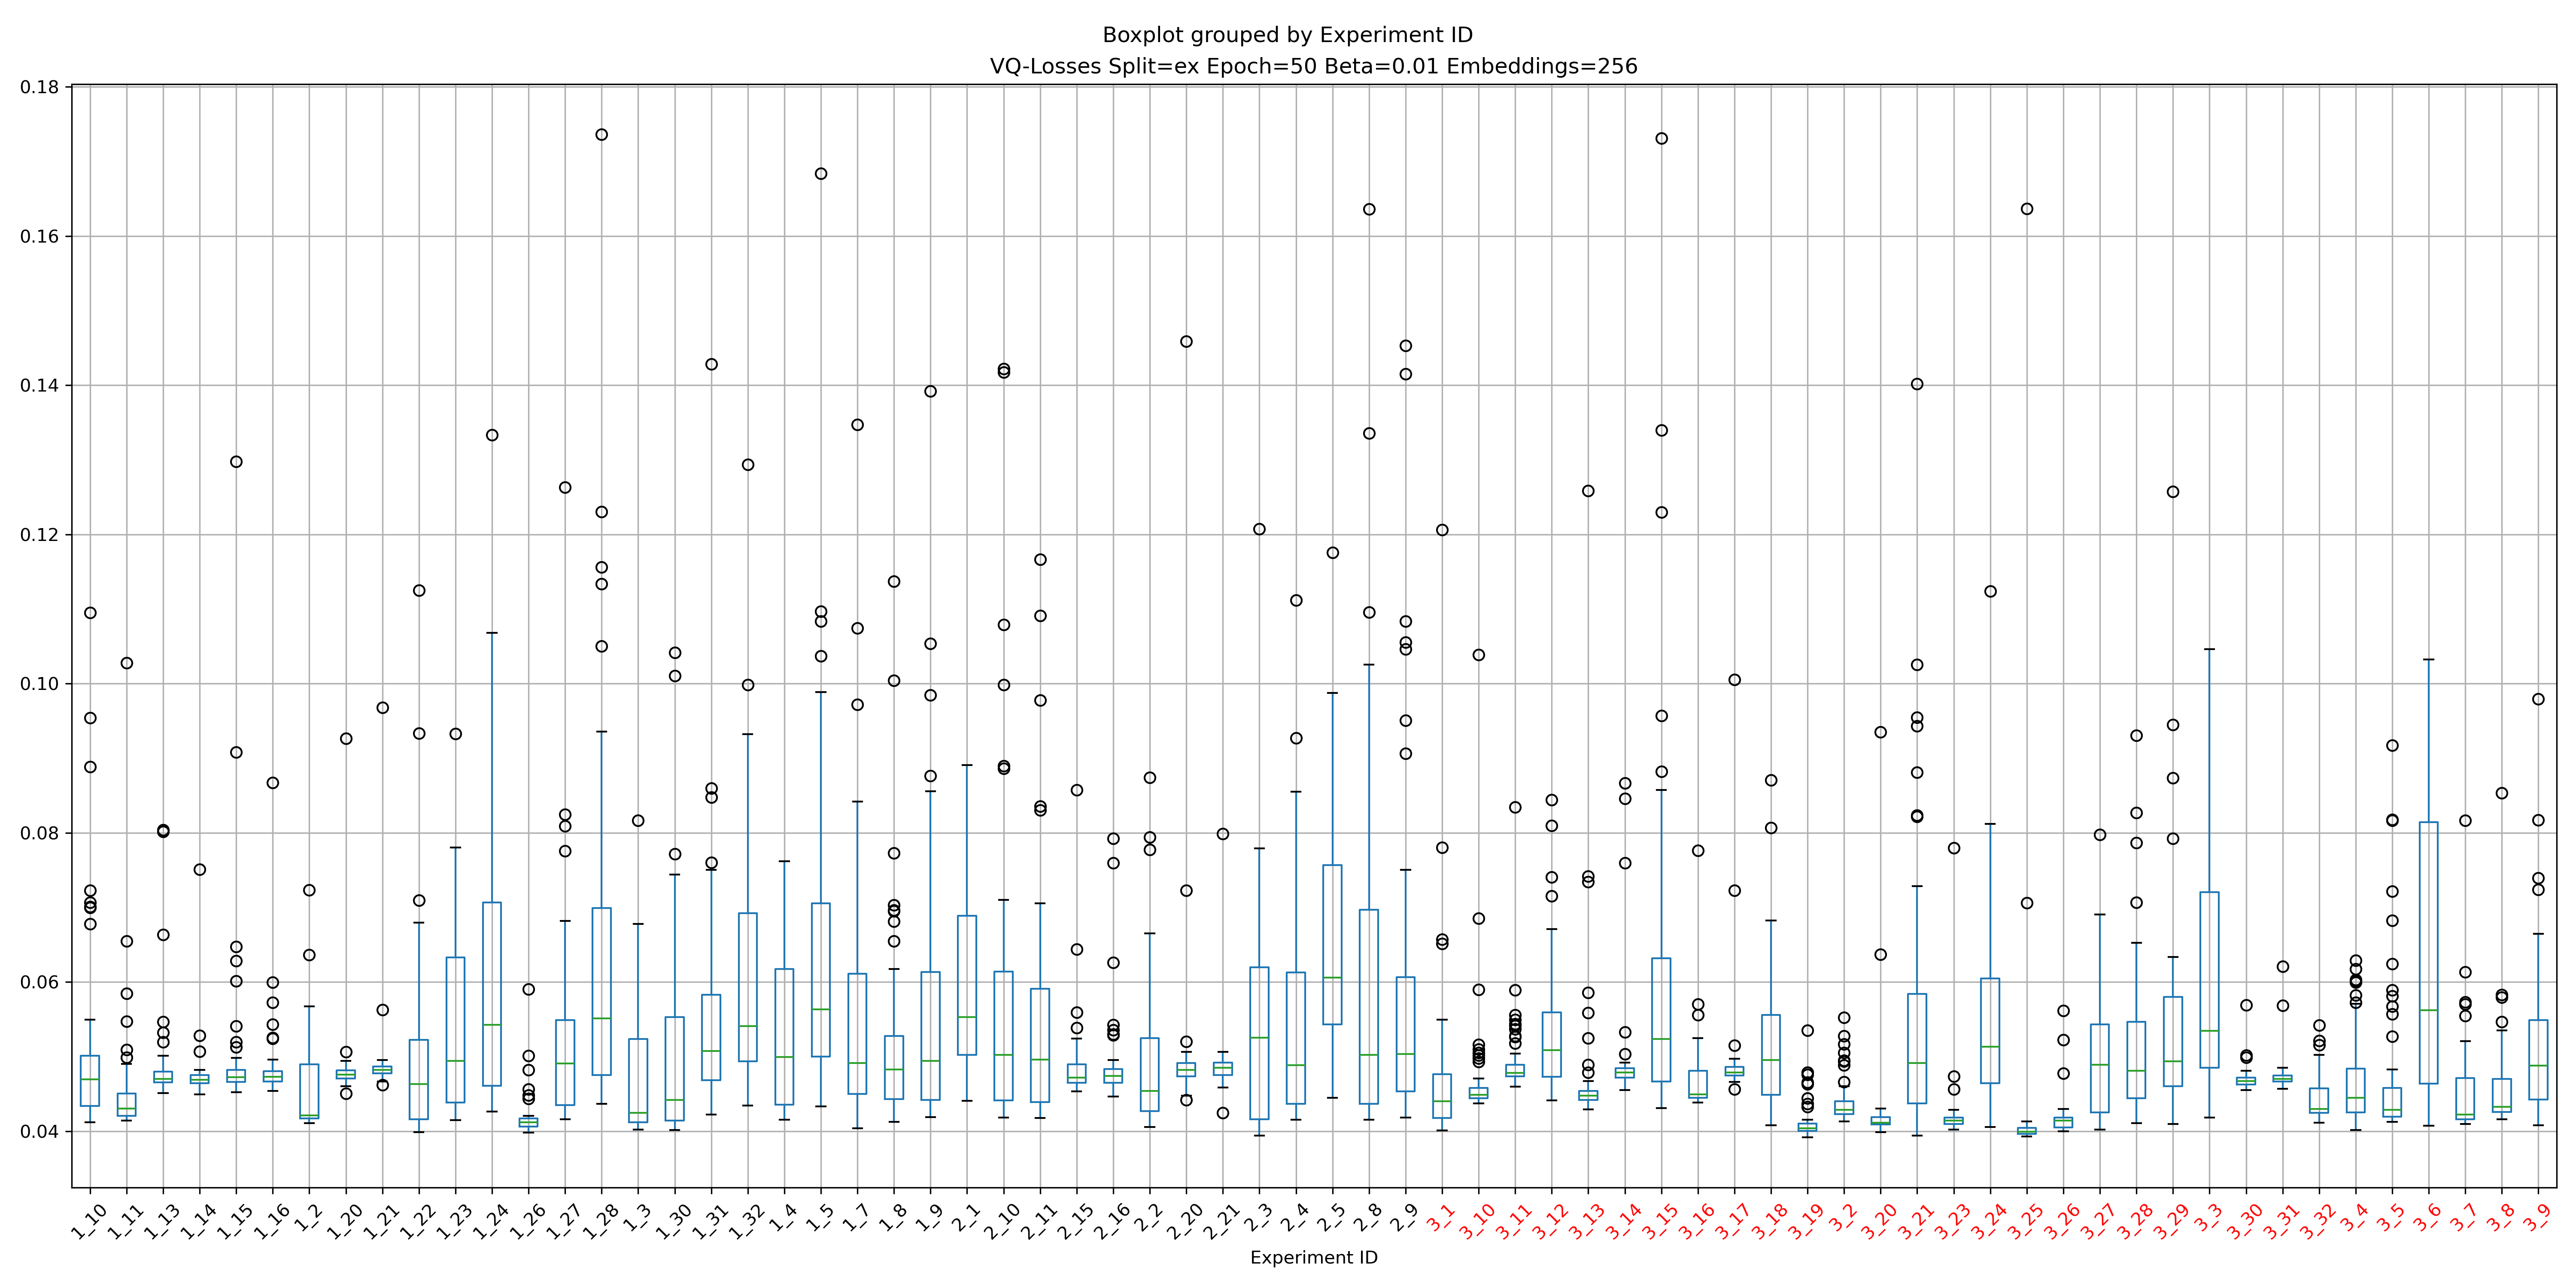 Boxplot grouped by Experiment ID
VQ-Losses Split=ex Epoch=50 Beta=0.01 Embeddings=256
0.18
0.16
0.14
0.12
0.10
0.08
0.06
0.04
1_10 1_11 1_13 1_14 1_15 1_16 1_2 1_20 1_21 1_22 1_23 1_24 1_26 1_27 1_28 1_3 1_30 1_31 1_32 1_4 1_5 1_7 1_8 1_9 2_1 2_10 2_11 2_15 2_16 2_2 2_20 2_21 2_3 2_4 2_5 2_8 2_9 3_1 3_10 3_11 3_12 3_13 3_14 3_15 3_16 3_17 3_18 3_19 3_2 3_20 3_21 3_23 3_24 3_25 3_26 3_27 3_28 3_29 3_3 3_30 3_31 3_32 3_4 3_5 3_6 3_7 3_8 3_9
Experiment ID